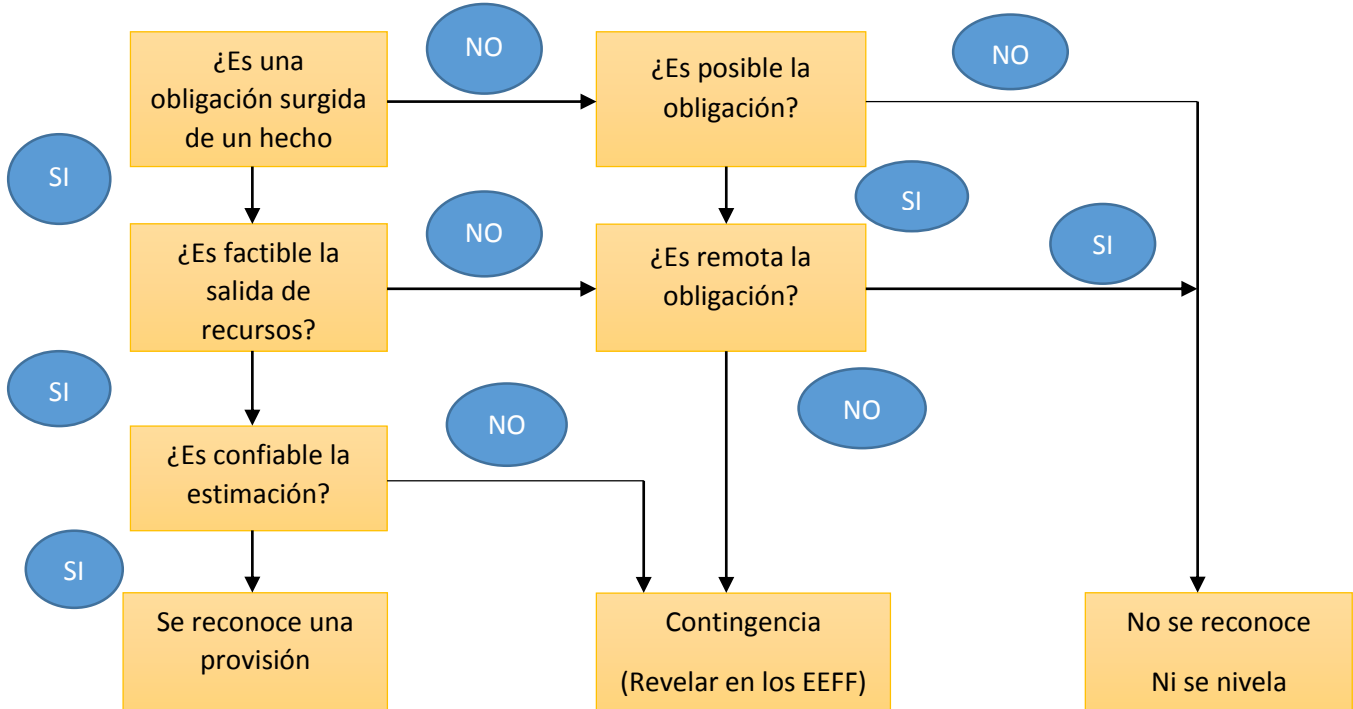 ¿Es una
obligación surgida
de un hecho
NO
¿Es posible la
obligación?
NO
SI
SI
¿Es factible la
salida de
recursos?
NO
¿Es remota la
obligación?
SI
SI
NO
¿Es confiable la
estimación?
NO
SI
Se reconoce una
provisión
Contingencia
(Revelar en los EEFF)
No se reconoce
Ni se nivela